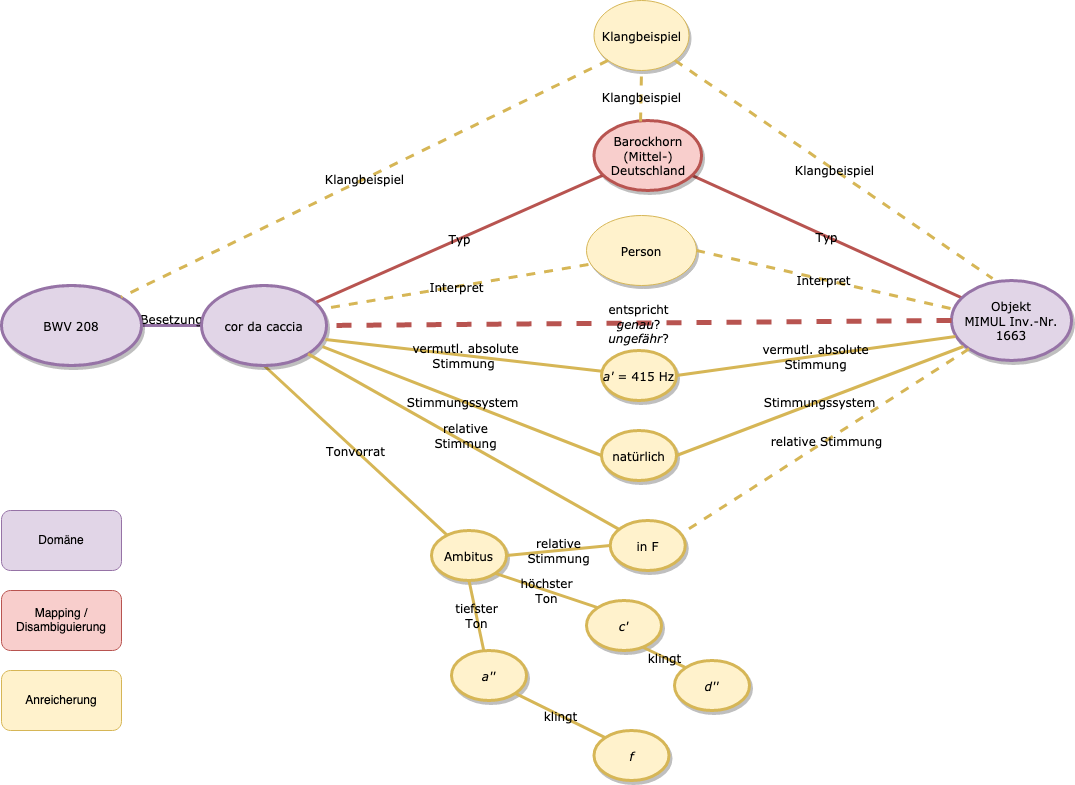 Klangbeispiel
Klangbeispiel
Barockhorn
(Mittel-)
Deutschland
Klangbeispiel
Klangbeispiel
Typ
Typ
Person
Interpret
Interpret
BWV 208
Besetzung
cor da caccia
entspricht
genau?
ungefähr?
Objekt
MIMUL Inv.-Nr.
1663
vermutl. absolute
Stimmung
a' = 415 Hz
vermutl. absolute
Stimmung
Stimmungssystem
Stimmungssystem
relative
Stimmung
relative Stimmung
Tonvorrat
natürlich
Domäne
Ambitus
relative
Stimmung
in F
höchster
Ton
tiefster
Ton
Mapping /
Disambiguierung
c'
klingt
d''
a''
Anreicherung
klingt
f